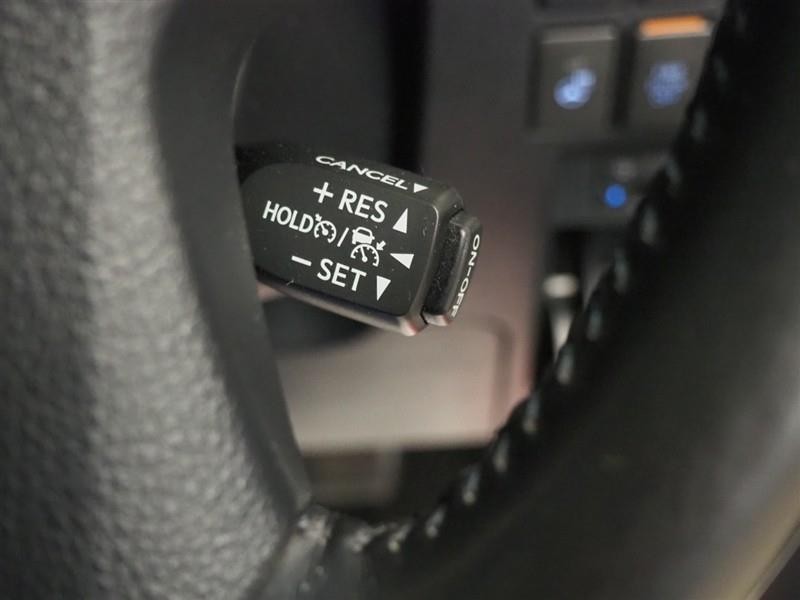 CANCEL▼
+ RES ▲
HOLD /
− SET ▼
ON-OFF